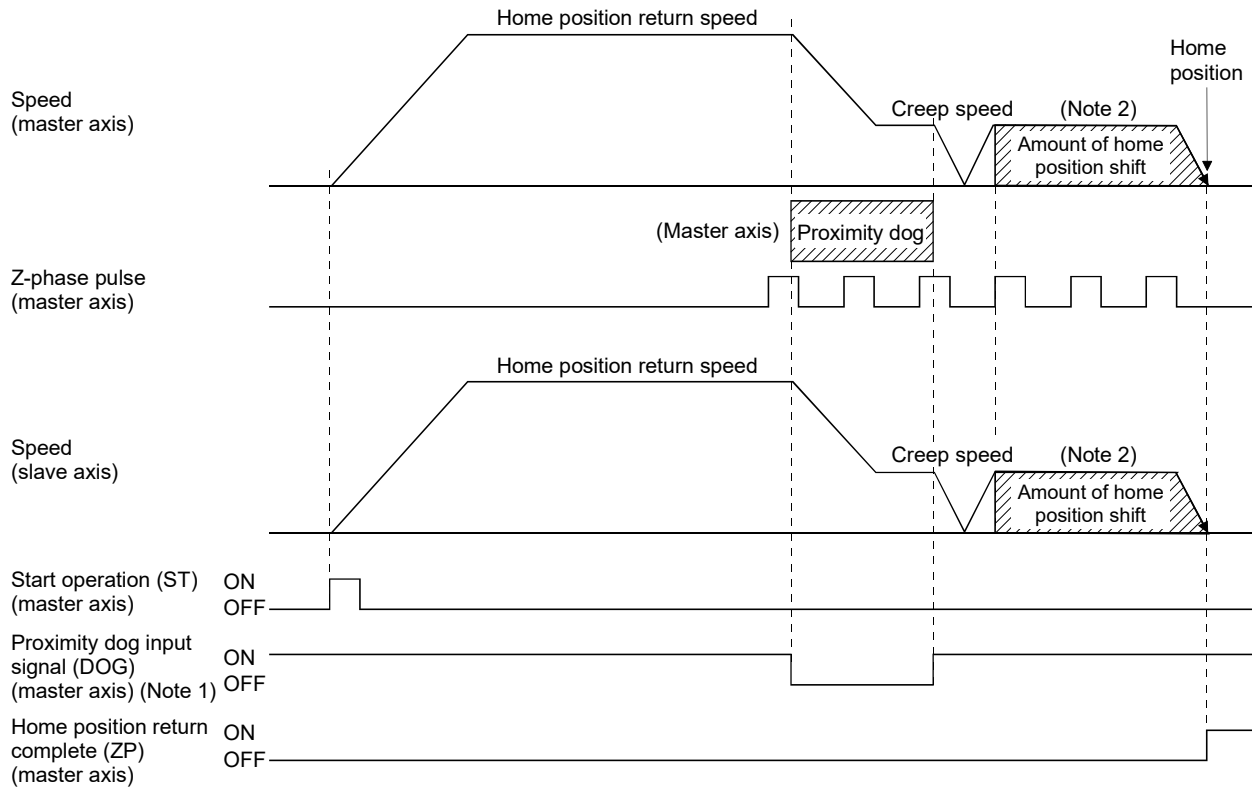 Home position return speed
Home
position
Speed
(master axis)
Creep speed
(Note 2)
Amount of home
position shift
(Master axis)
Proximity dog
Z-phase pulse
(master axis)
Home position return speed
Speed
(slave axis)
Creep speed
(Note 2)
Amount of home
position shift
Start operation (ST)
(master axis)
ON
OFF
Proximity dog input
signal (DOG)
(master axis) (Note 1)
ON
OFF
Home position return
complete (ZP)
(master axis)
ON
OFF